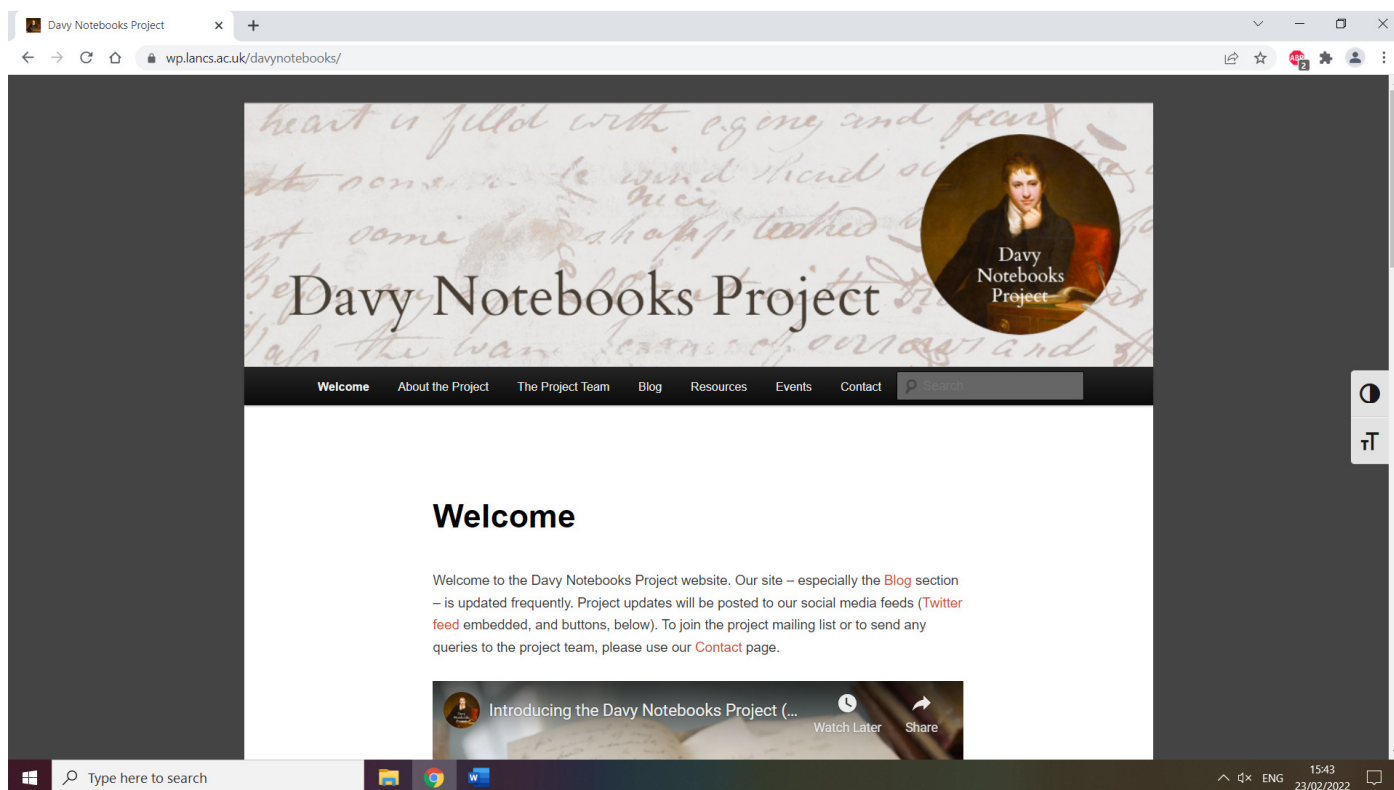 Davy Notebooks Project
wp.lancs.ac.uk/davynotebooks/
ABP
2
heart is filled with agony and fear
wind
some
Davy
Notebooks
Project
Davy Notebooks Project
the
and
Welcome About the Project The Project Team Blog Resources Events Contact Search
Welcome
Welcome to the Davy Notebooks Project website. Our site – especially the Blog section
– is updated frequently. Project updates will be posted to our social media feeds (Twitter
feed embedded, and buttons, below). To join the project mailing list or to send any
queries to the project team, please use our Contact page.
Introducing the Davy Notebooks Project (...
Watch Later Share
Type here to search
ENG
15:43
23/02/2022